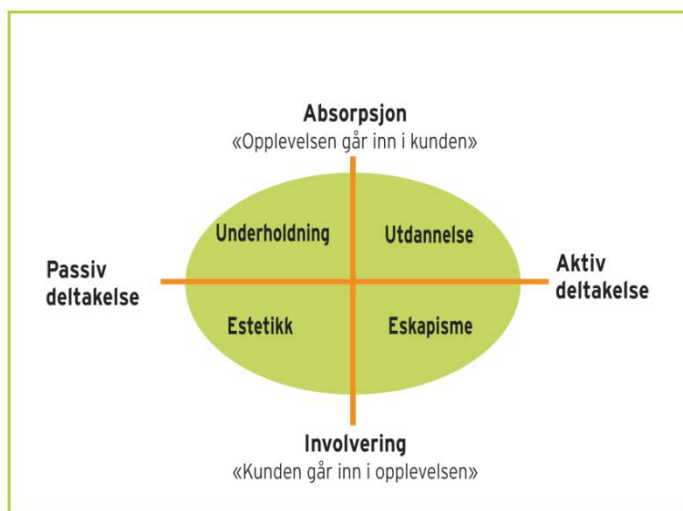 Absorpsjon
«Opplevelsen går inn i kunden»
Underholdning
Utdannelse
Passiv
deltakelse
Aktiv
deltakelse
Estetikk
Eskapisme
Involvering
«Kunden går inn i opplevelsen»